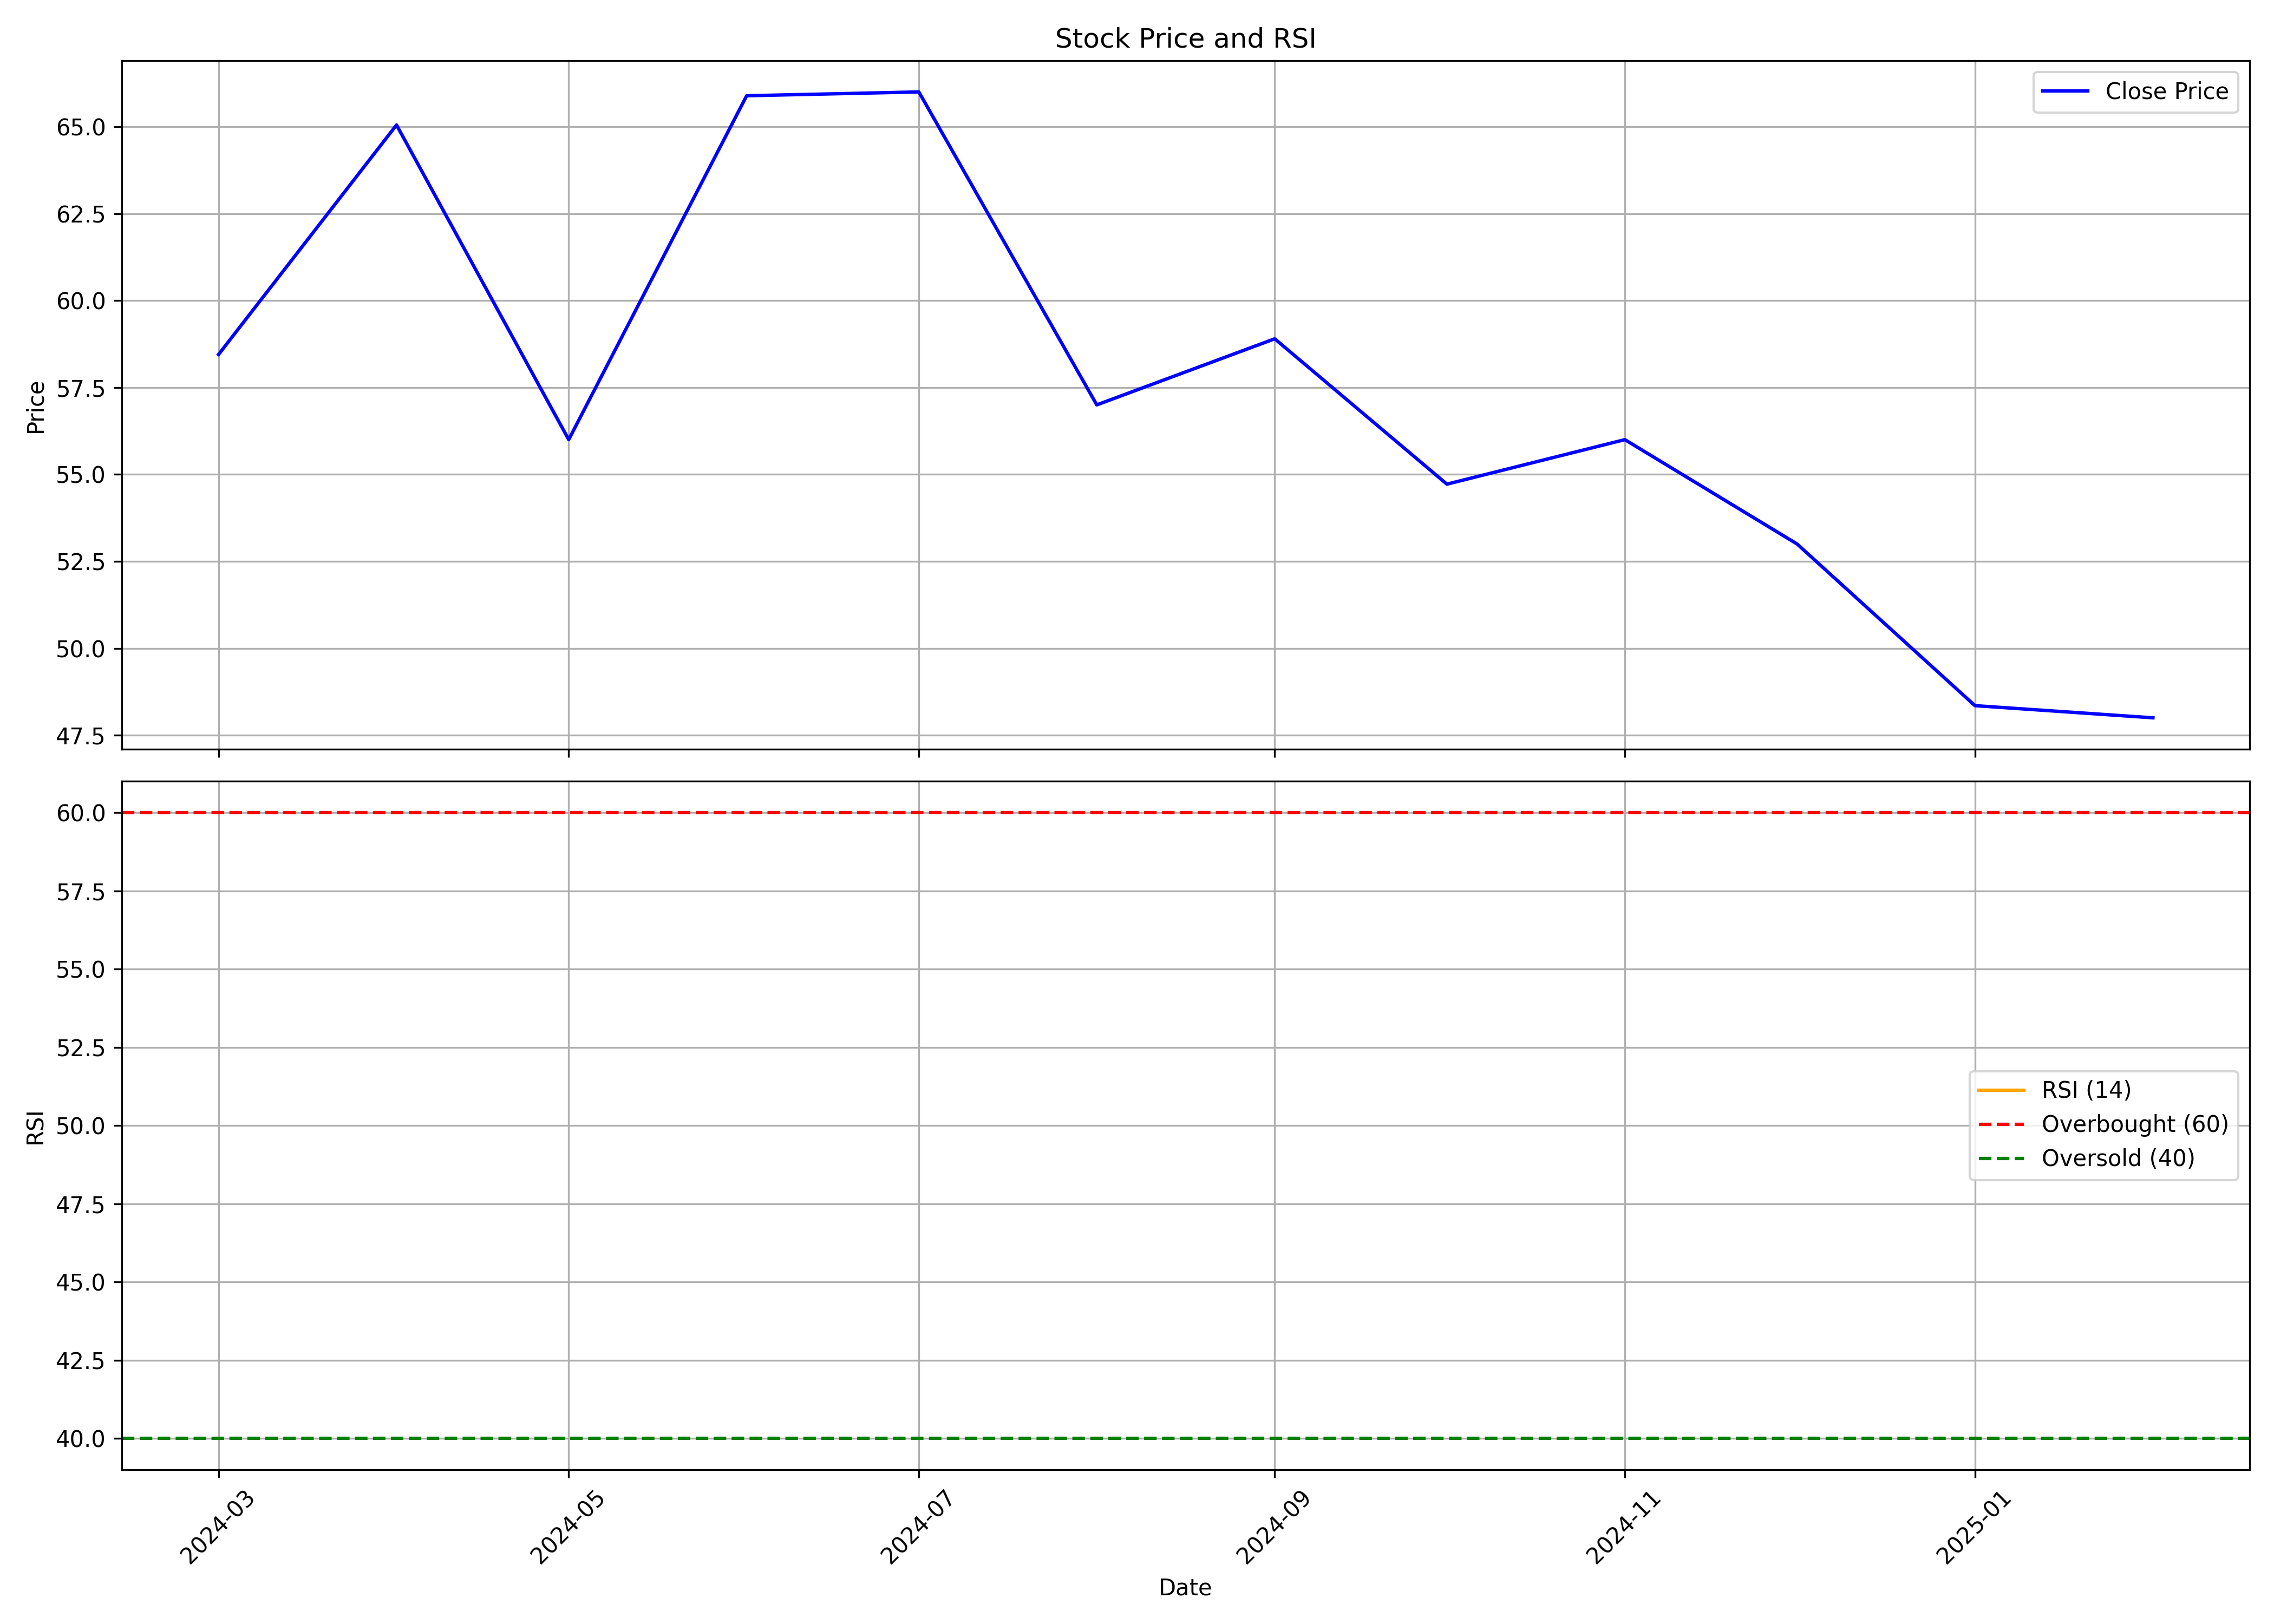 Stock Price and RSI
Close Price
65.0
62.5
60.0
57.5
55.0
52.5
50.0
47.5
Price
60.0
57.5
55.0
52.5
50.0
47.5
45.0
42.5
40.0
RSI
RSI (14)
Overbought (60)
Oversold (40)
2024-03
2024-05
2024-07
2024-09
2024-11
2025-01
Date